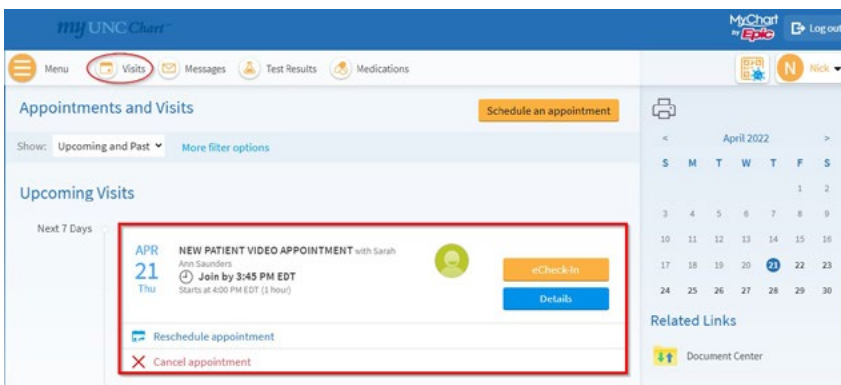 my UNC Chart
MyChart
by Epic
Log out
Menu
Visits
Messages
Test Results
Medications
N
Nick
Appointments and Visits
Schedule an appointment
Show: Upcoming and Past
More filter options
Upcoming Visits
Next 7 Days
APR
21
Thu
NEW PATIENT VIDEO APPOINTMENT with Sarah
Ann Saunders
Join by 3:45 PM EDT
Starts at 4:00 PM EDT (1 hour)
eCheck-In
Details
Reschedule appointment
Cancel appointment
< April 2022 >
S M T W T F S
1 2
3 4 5 6 7 8 9
10 11 12 13 14 15 16
17 18 19 20 21 22 23
24 25 26 27 28 29 30
Related Links
Document Center